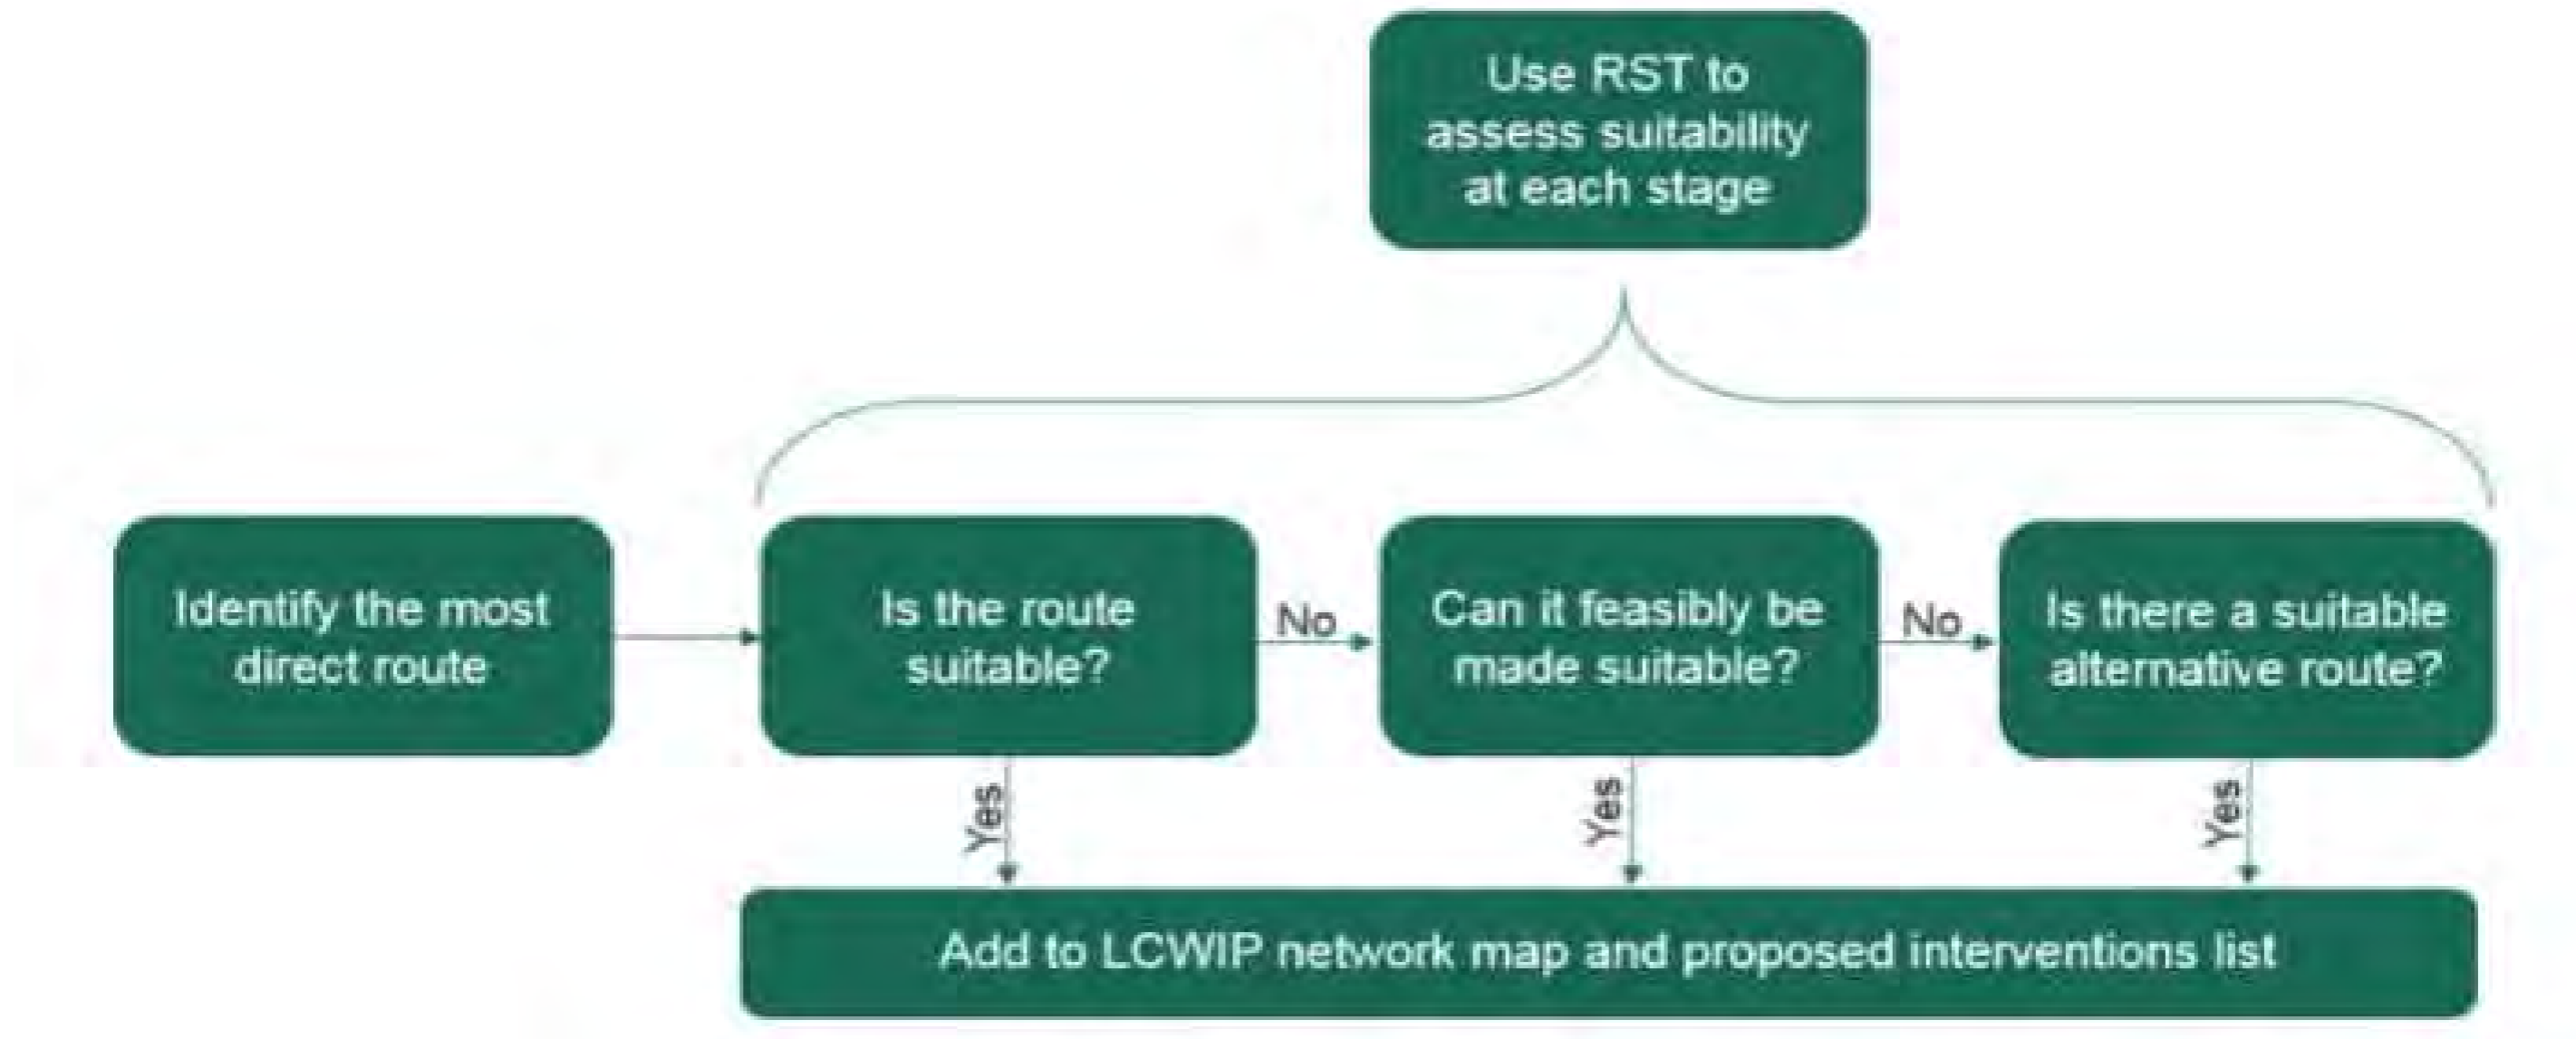 Use RST to
assess suitability
at each stage
Identify the most
direct route
Is the route
suitable?
No
Can it feasibly be
made suitable?
No
Is there a suitable
alternative route?
Yes
Yes
Yes
Add to LCWIP network map and proposed interventions list